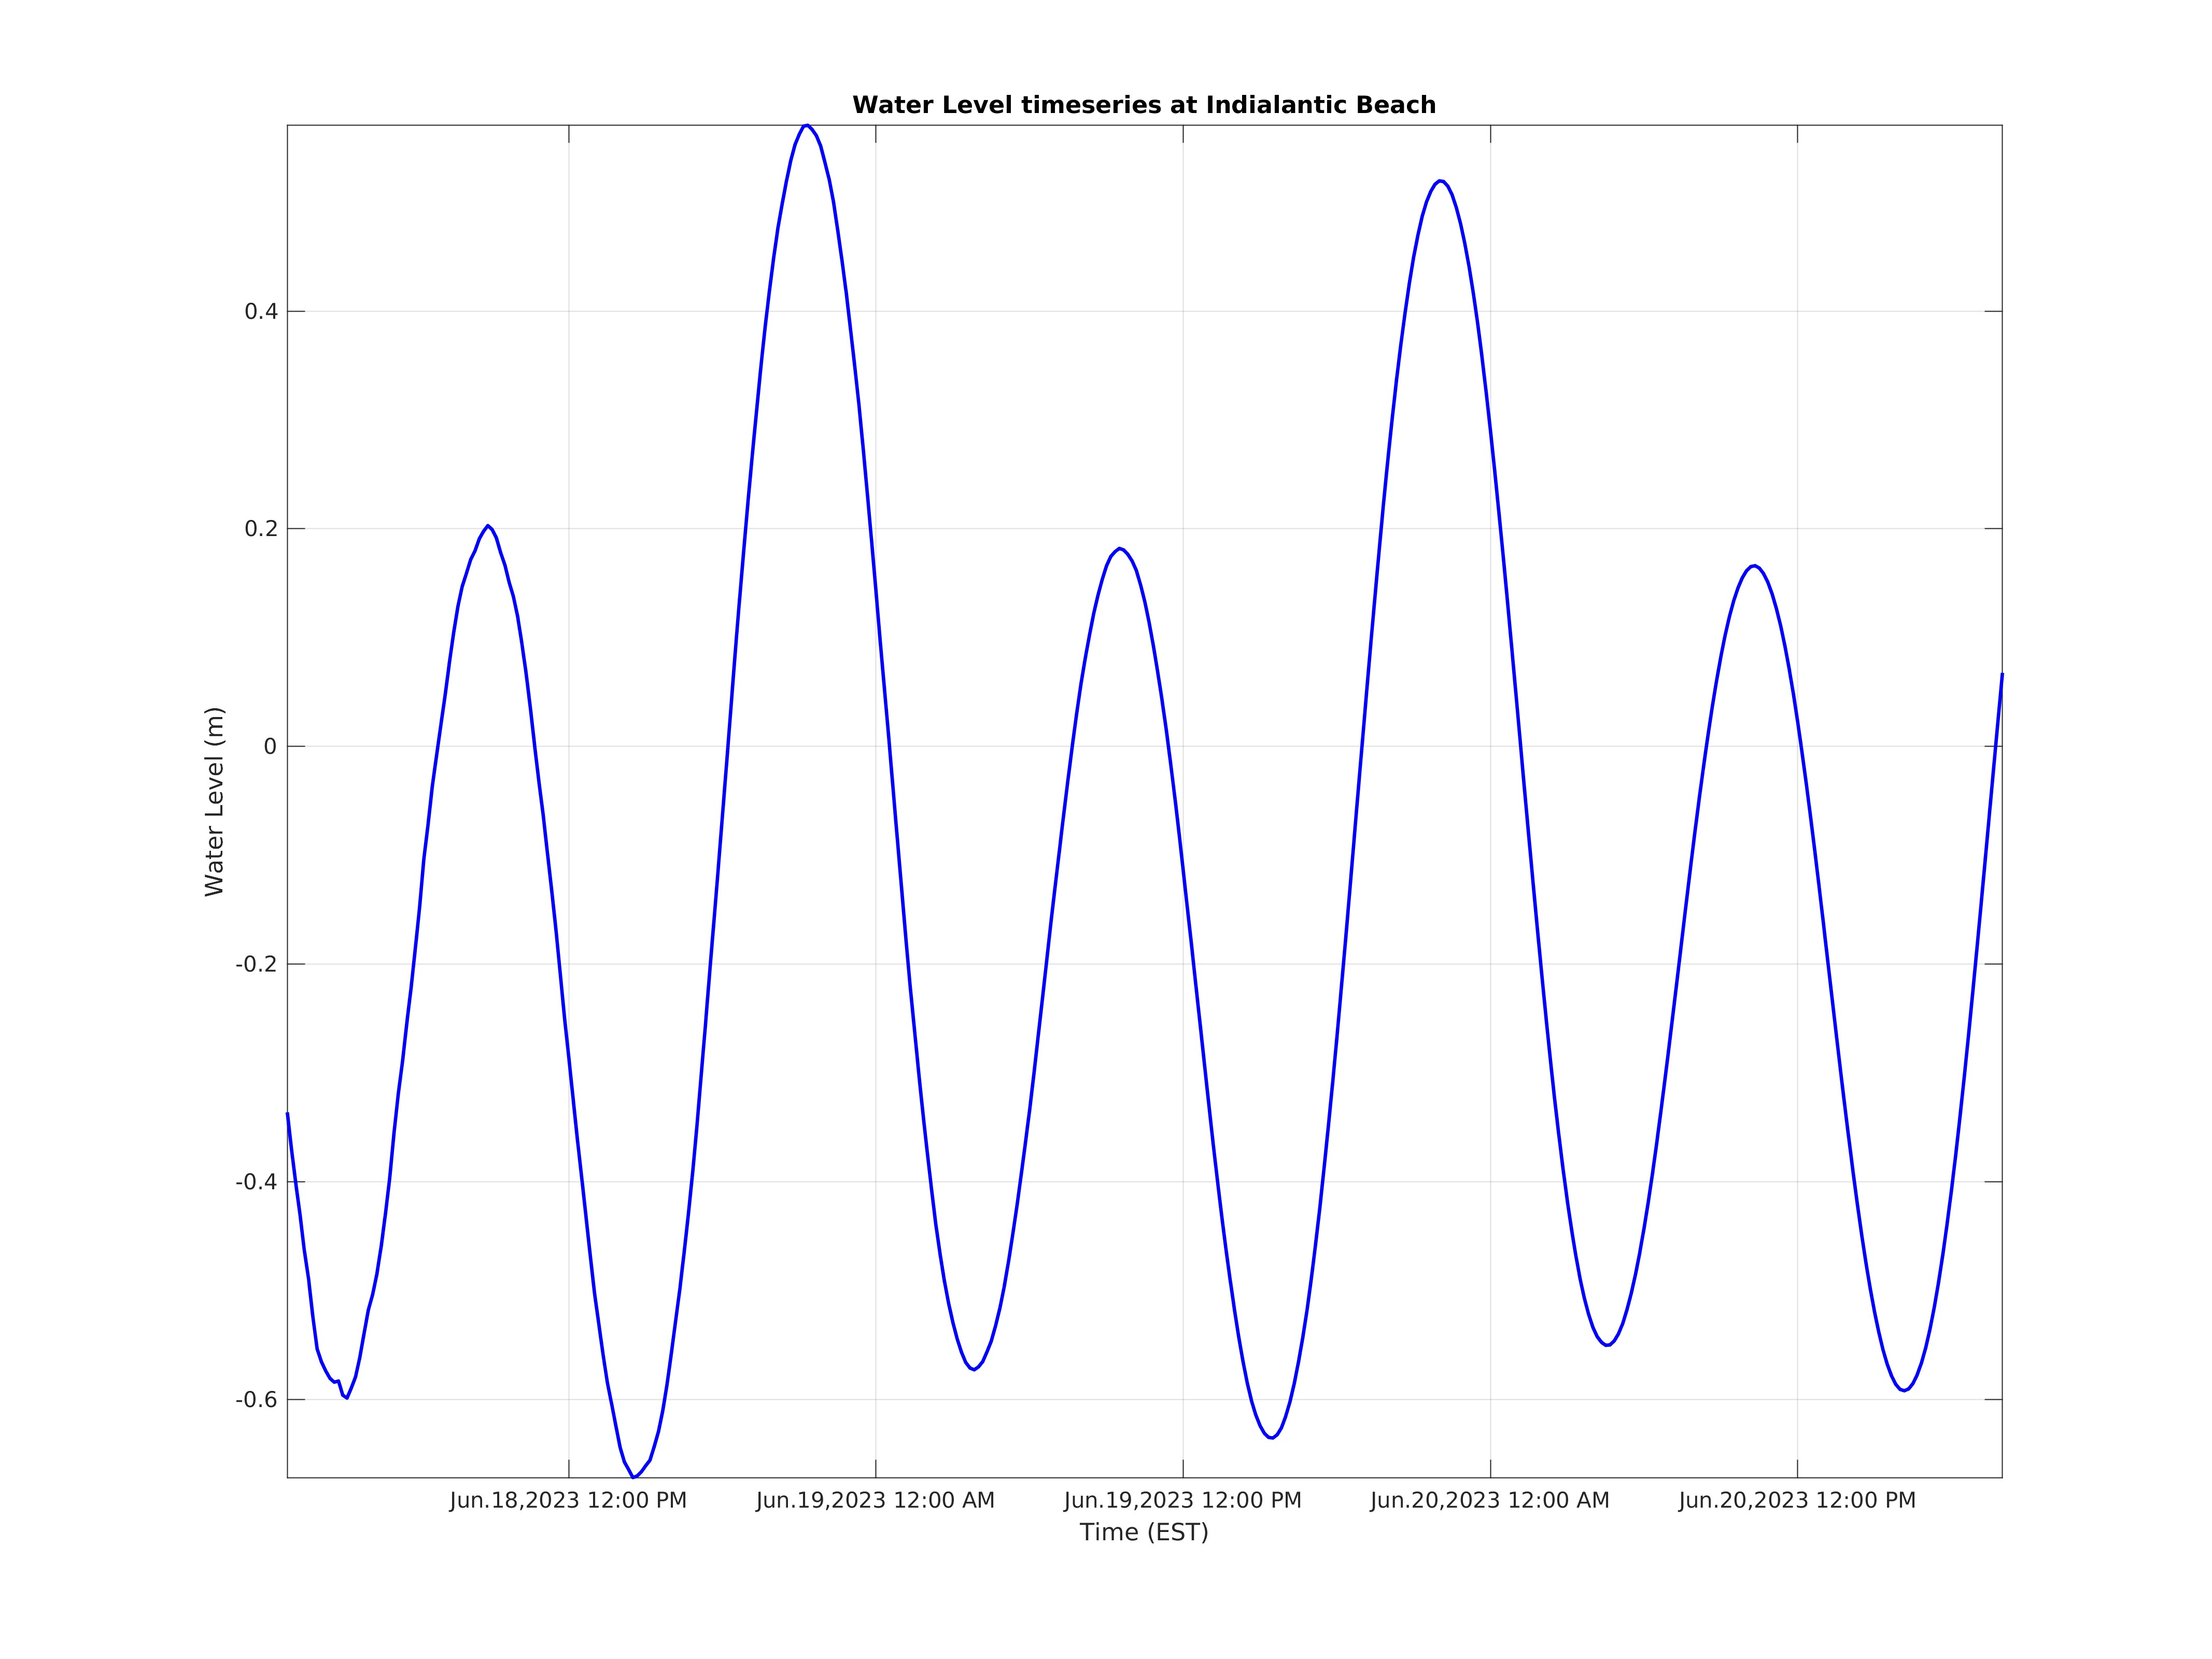 Water Level timeseries at Indialantic Beach
0.4
0.2
0
-0.2
-0.4
-0.6
Water Level (m)
Jun.18,2023 12:00 PM
Jun.19,2023 12:00 AM
Jun.19,2023 12:00 PM
Jun.20,2023 12:00 AM
Jun.20,2023 12:00 PM
Time (EST)